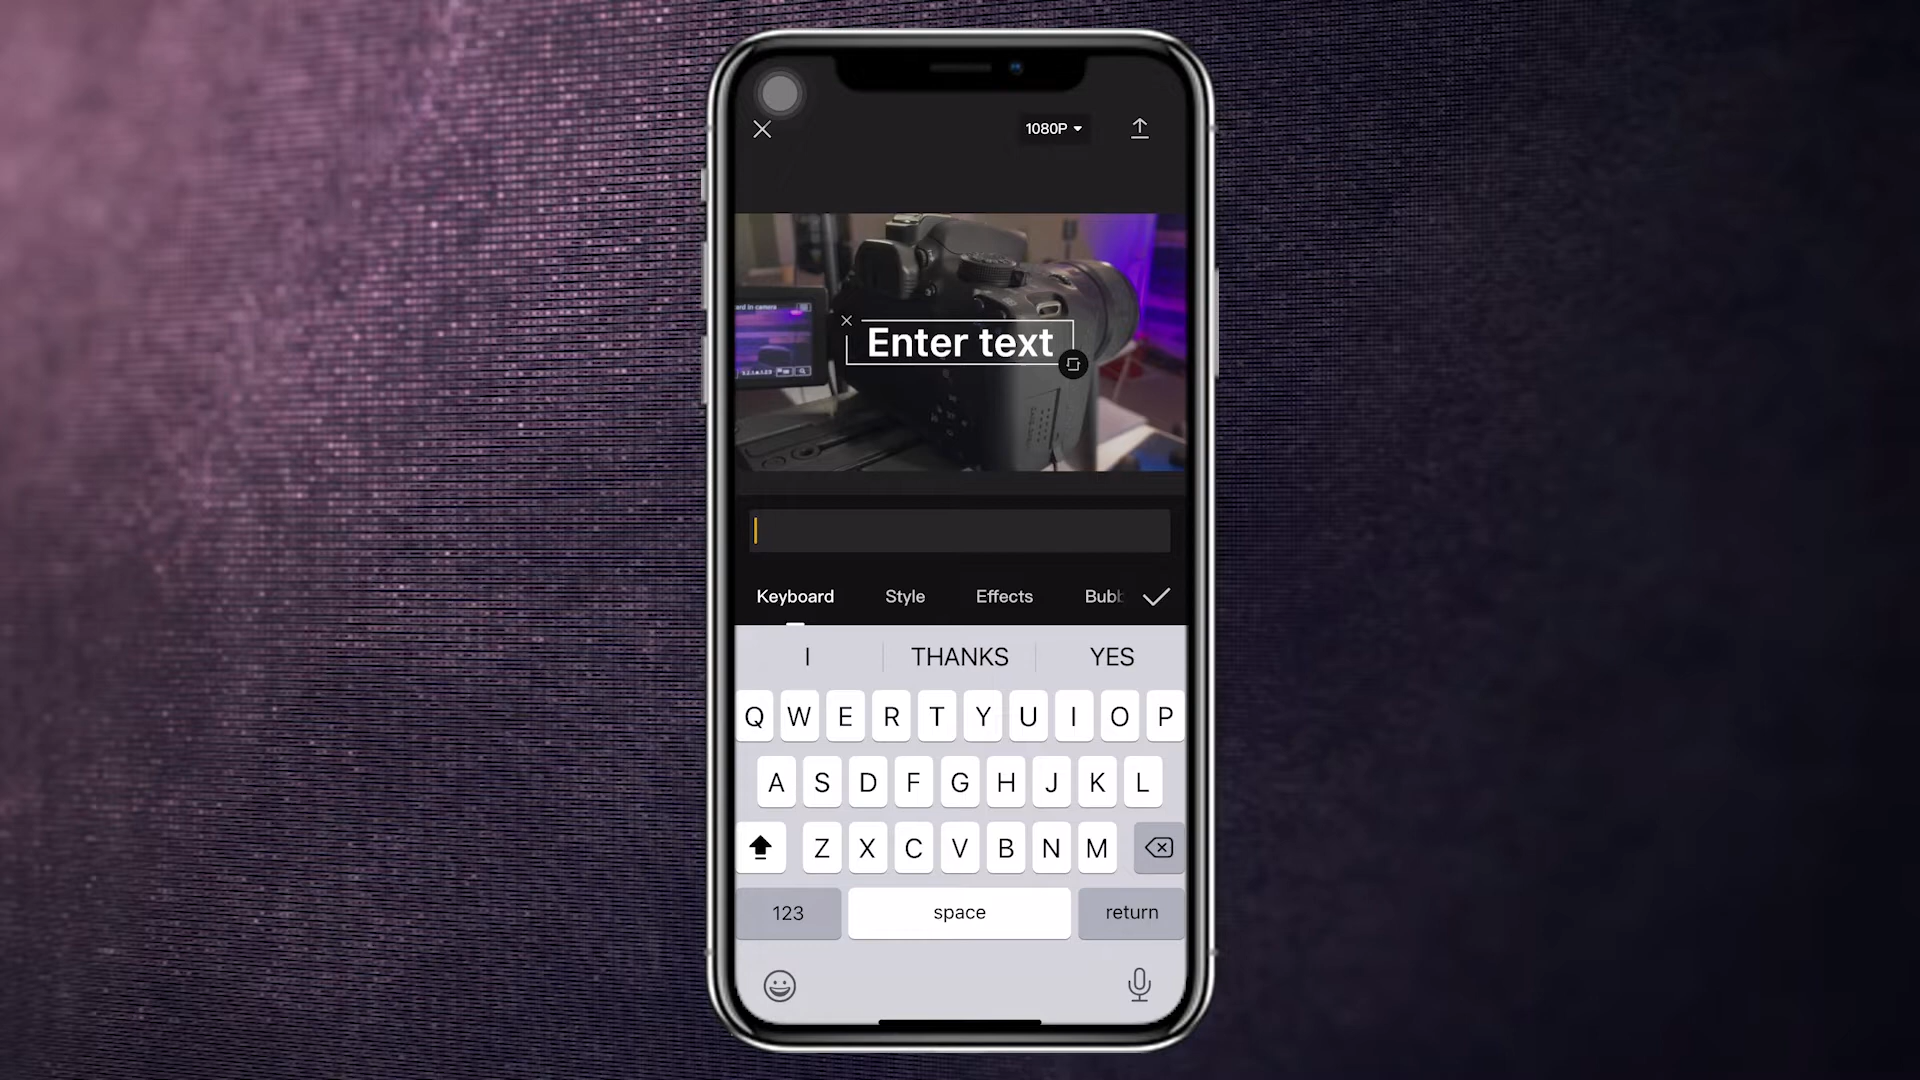 1080P
Enter text
Keyboard Style Effects Bubb
I THANKS YES
Q W E R T Y U I O P
A S D F G H J K L
Z X C V B N M
123 space return